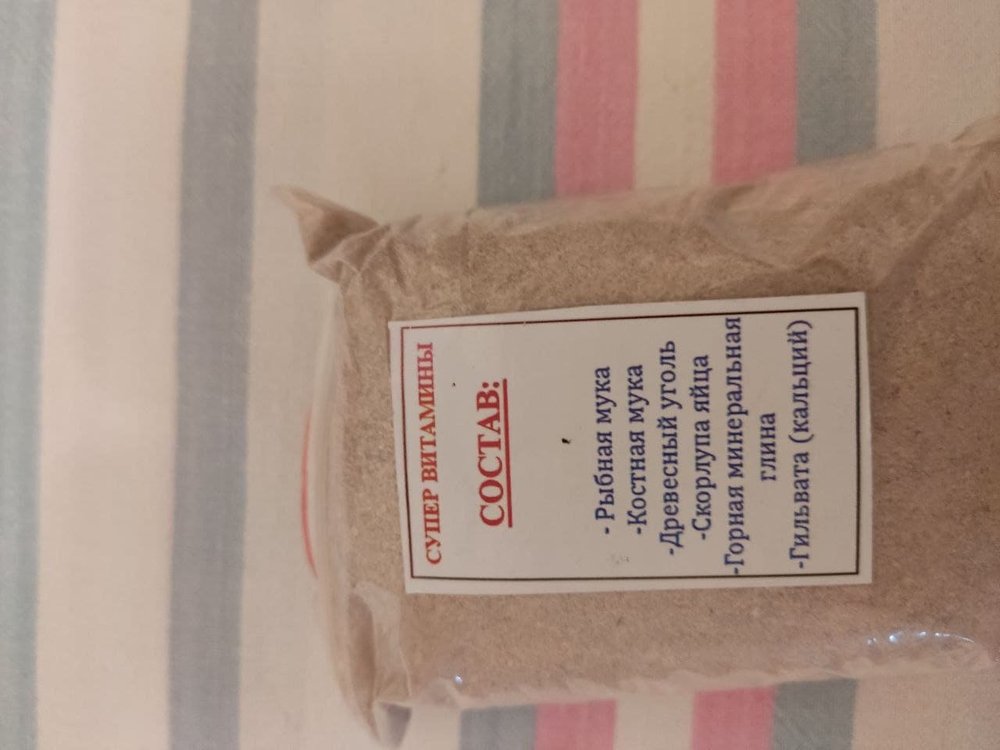 СУПЕР ВИТАМИНЫ
СОСТАВ:
-Рыбная мука
-Костная мука
-Древесный уголь
-Скорлупа яйца
-Горная минеральная
глина
-Гильвата (кальций)